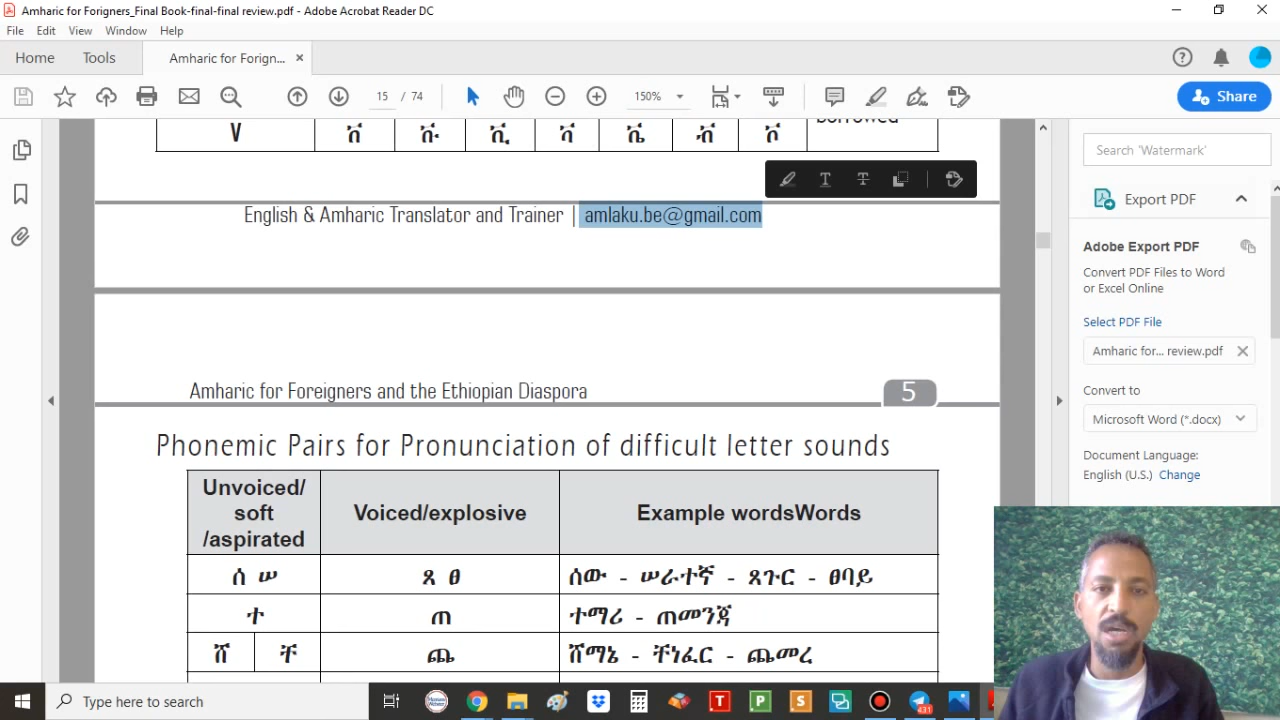 Amharic for Forigners_Final Book-final-final review.pdf - Adobe Acrobat Reader DC
File Edit View Window Help
Home Tools Amharic for Forign... ×
15 / 74 150% Share
V ቨ ቩ ቪ ቫ ቬ ቭ ቮ borrowed
English & Amharic Translator and Trainer | amlaku.be@gmail.com
Amharic for Foreigners and the Ethiopian Diaspora 5
Phonemic Pairs for Pronunciation of difficult letter sounds
Unvoiced/ soft /aspirated Voiced/explosive Example wordsWords
ሰ ሠ ጸ ፀ ሰው - ሠራተኛ - ጸጉር - ፀባይ
ተ ጠ ተማሪ - ጠመንጃ
ሸ ቸ ጨ ሸማኔ - ቸነፈር - ጨመረ
Search 'Watermark'
Export PDF
Adobe Export PDF
Convert PDF Files to Word
or Excel Online
Select PDF File
Amharic for... review.pdf
Convert to
Microsoft Word (*.docx)
Document Language:
English (U.S.) Change
Type here to search
T P S 431